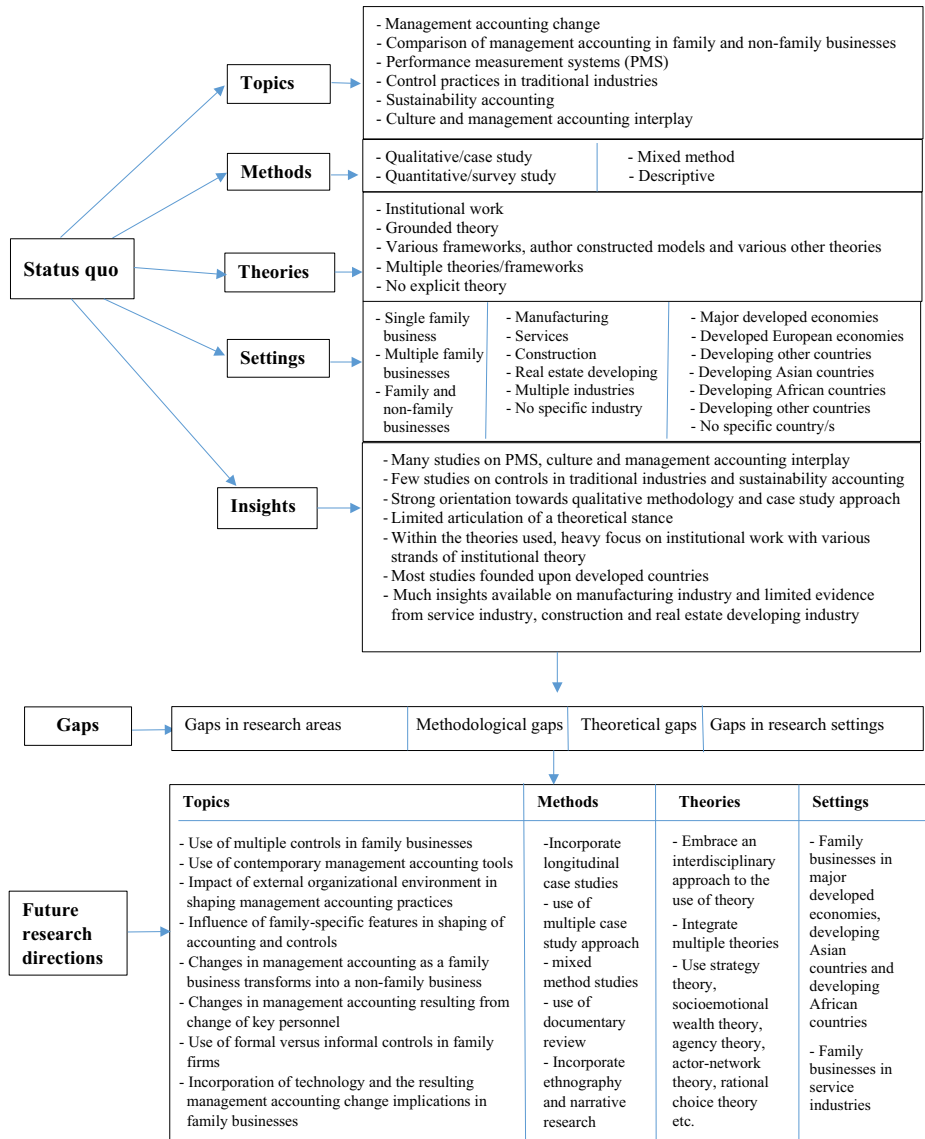 Status quo
Topics
- Management accounting change
- Comparison of management accounting in family and non-family businesses
- Performance measurement systems (PMS)
- Control practices in traditional industries
- Sustainability accounting
- Culture and management accounting interplay
Methods
- Qualitative/case study
- Quantitative/survey study
- Mixed method
- Descriptive
Theories
- Institutional work
- Grounded theory
- Various frameworks, author constructed models and various other theories
- Multiple theories/frameworks
- No explicit theory
Settings
- Single family
business
- Multiple family
businesses
- Family and
non-family
businesses
- Manufacturing
- Services
- Construction
- Real estate developing
- Multiple industries
- No specific industry
- Major developed economies
- Developed European economies
- Developing other countries
- Developing Asian countries
- Developing African countries
- Developing other countries
- No specific country/s
Insights
- Many studies on PMS, culture and management accounting interplay
- Few studies on controls in traditional industries and sustainability accounting
- Strong orientation towards qualitative methodology and case study approach
- Limited articulation of a theoretical stance
- Within the theories used, heavy focus on institutional work with various
strands of institutional theory
- Most studies founded upon developed countries
- Much insights available on manufacturing industry and limited evidence
from service industry, construction and real estate developing industry
Gaps
Gaps in research areas
Methodological gaps
Theoretical gaps
Gaps in research settings
Future
research
directions
Topics
- Use of multiple controls in family businesses
- Use of contemporary management accounting tools
- Impact of external organizational environment in
shaping management accounting practices
- Influence of family-specific features in shaping of
accounting and controls
- Changes in management accounting as a family
business transforms into a non-family business
- Changes in management accounting resulting from
change of key personnel
- Use of formal versus informal controls in family
firms
- Incorporation of technology and the resulting
management accounting change implications in
family businesses
Methods
-Incorporate
longitudinal
case studies
- use of
multiple case
study approach
- mixed
method studies
- use of
documentary
review
- Incorporate
ethnography
and narrative
research
Theories
- Embrace an
interdisciplinary
approach to the
use of theory
- Integrate
multiple theories
- Use strategy
theory,
socioemotional
wealth theory,
agency theory,
actor-network
theory, rational
choice theory
etc.
Settings
- Family
businesses in
major
developed
economies,
developing
Asian
countries and
developing
African
countries
- Family
businesses in
service
industries